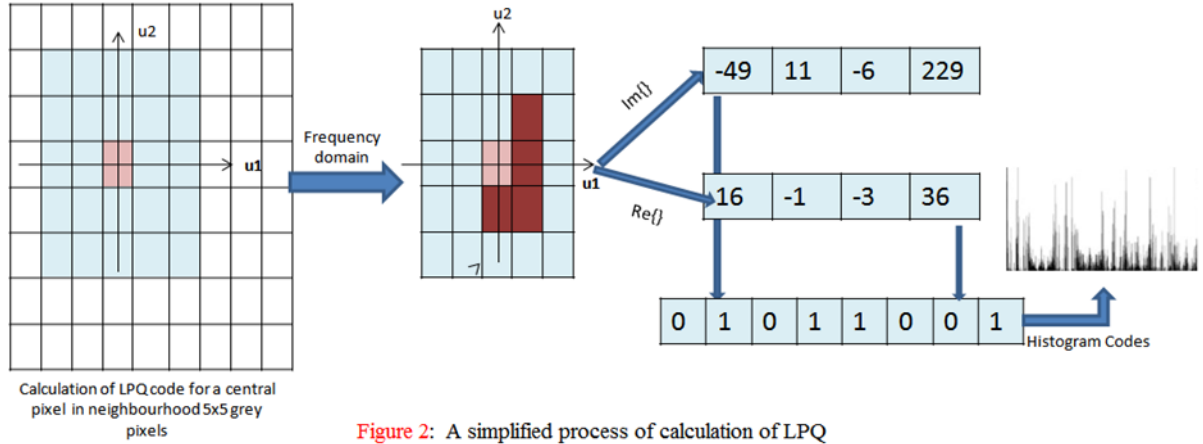 u2
u1
Calculation of LPQ code for a central
pixel in neighbourhood 5x5 grey
pixels
Frequency
domain
u2
u1
Im{}
Re{}
-49 11 -6 229
16 -1 -3 36
0 1 0 1 1 0 0 1
Histogram Codes
Figure 2: A simplified process of calculation of LPQ